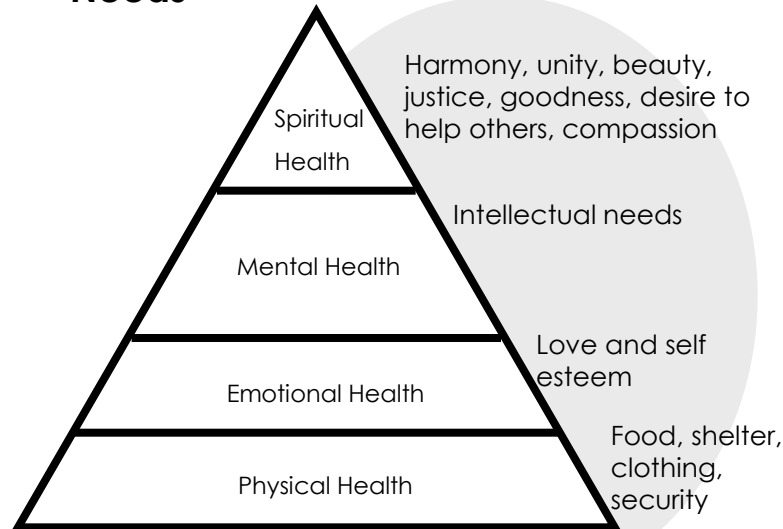 Needs
Spiritual
Health
Harmony, unity, beauty,
justice, goodness, desire to
help others, compassion
Mental Health
Intellectual needs
Emotional Health
Love and self
esteem
Physical Health
Food, shelter,
clothing,
security